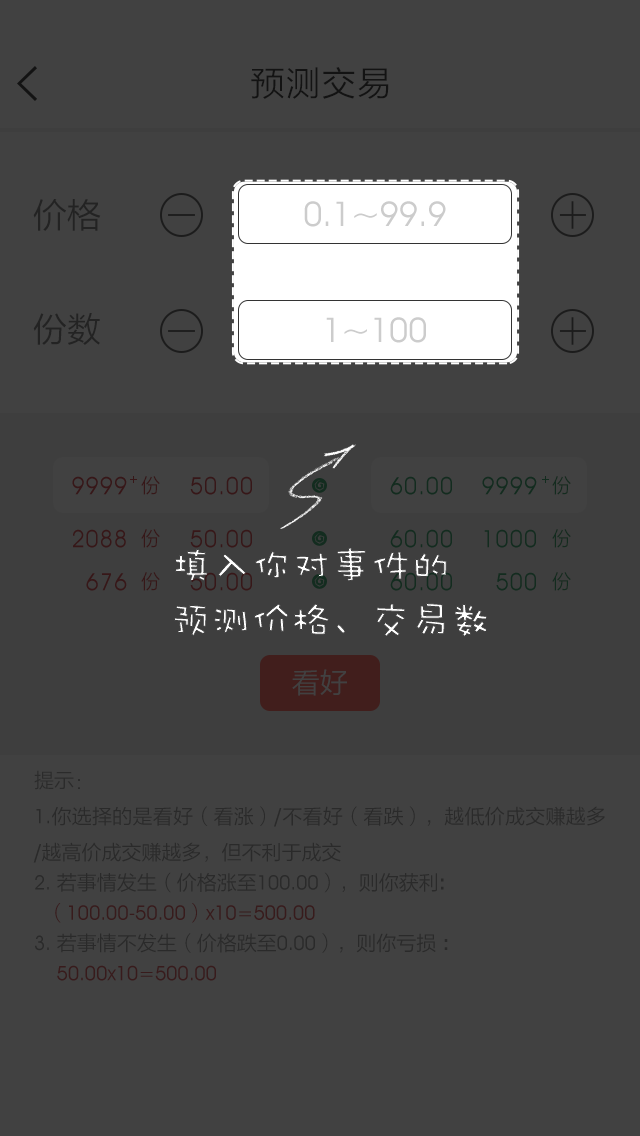 预测交易
价格 0.1~99.9
份数 1~100
9999+份 50.00 60.00 9999+份
2088 份 50.00 60.00 1000 份
676 份 50.00 60.00 500 份
填入你对事件的
预测价格、交易数
看好
提示：
1.你选择的是看好（看涨）/不看好（看跌），越低价成交赚越多
/越高价成交赚越多，但不利于成交
2. 若事情发生（价格涨至100.00），则你获利：
（100.00-50.00）x10=500.00
3. 若事情不发生（价格跌至0.00），则你亏损：
50.00x10=500.00